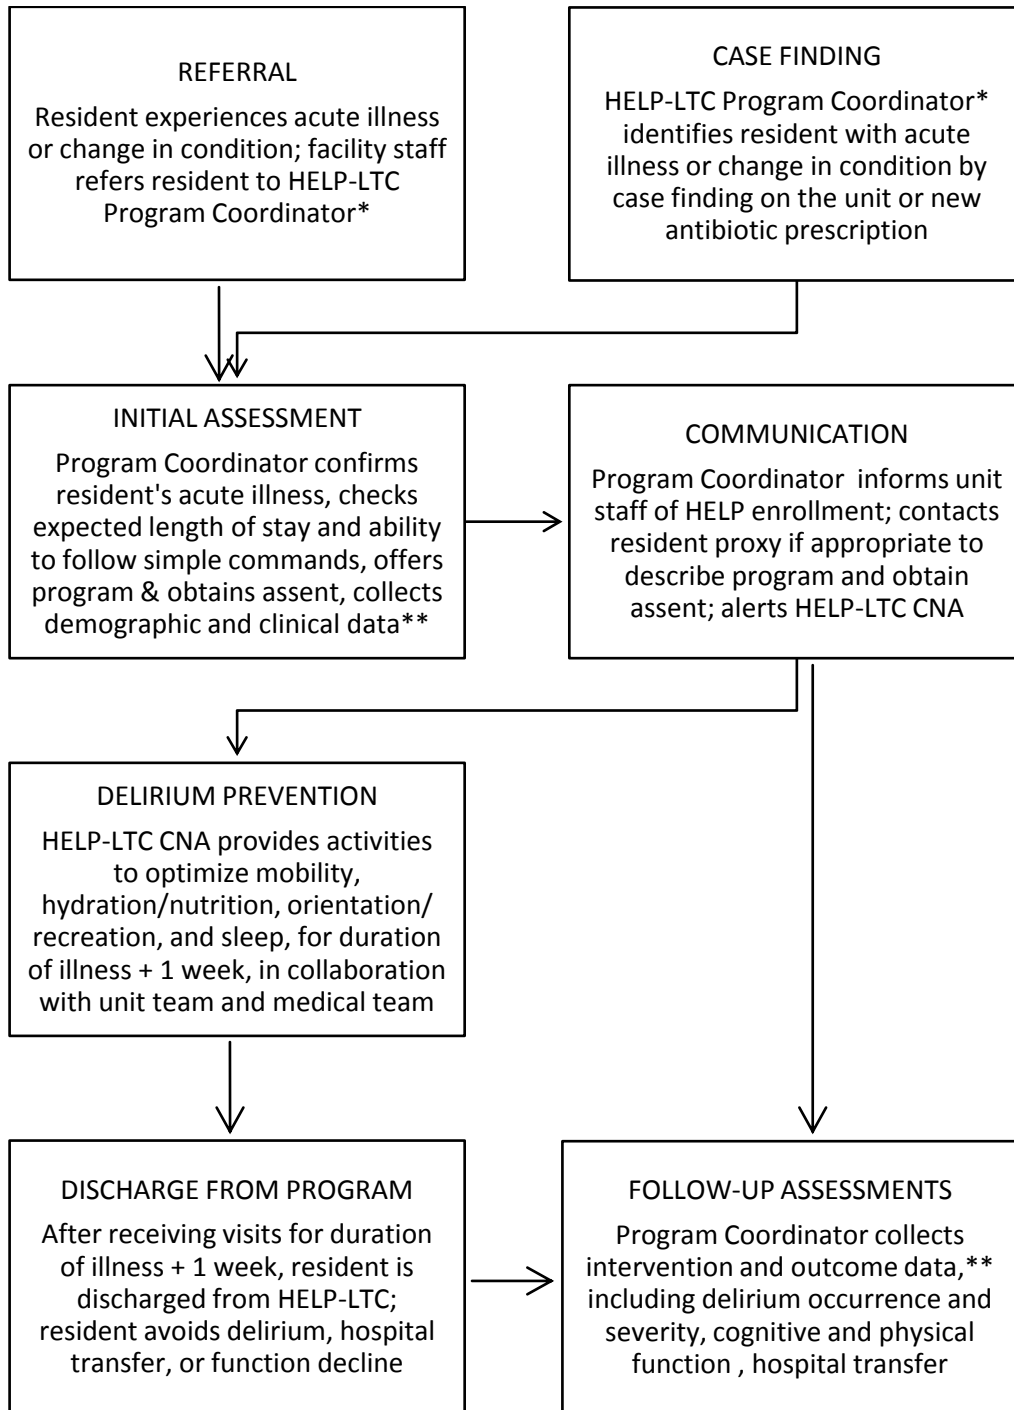 REFERRAL
Resident experiences acute illness
or change in condition; facility staff
refers resident to HELP-LTC
Program Coordinator*
CASE FINDING
HELP-LTC Program Coordinator*
identifies resident with acute
illness or change in condition by
case finding on the unit or new
antibiotic prescription
INITIAL ASSESSMENT
Program Coordinator confirms
resident's acute illness, checks
expected length of stay and ability
to follow simple commands, offers
program & obtains assent, collects
demographic and clinical data**
COMMUNICATION
Program Coordinator informs unit
staff of HELP enrollment; contacts
resident proxy if appropriate to
describe program and obtain
assent; alerts HELP-LTC CNA
DELIRIUM PREVENTION
HELP-LTC CNA provides activities
to optimize mobility,
hydration/nutrition, orientation/
recreation, and sleep, for duration
of illness + 1 week, in collaboration
with unit team and medical team
DISCHARGE FROM PROGRAM
After receiving visits for duration
of illness + 1 week, resident is
discharged from HELP-LTC;
resident avoids delirium, hospital
transfer, or function decline
FOLLOW-UP ASSESSMENTS
Program Coordinator collects
intervention and outcome data,**
including delirium occurrence and
severity, cognitive and physical
function , hospital transfer